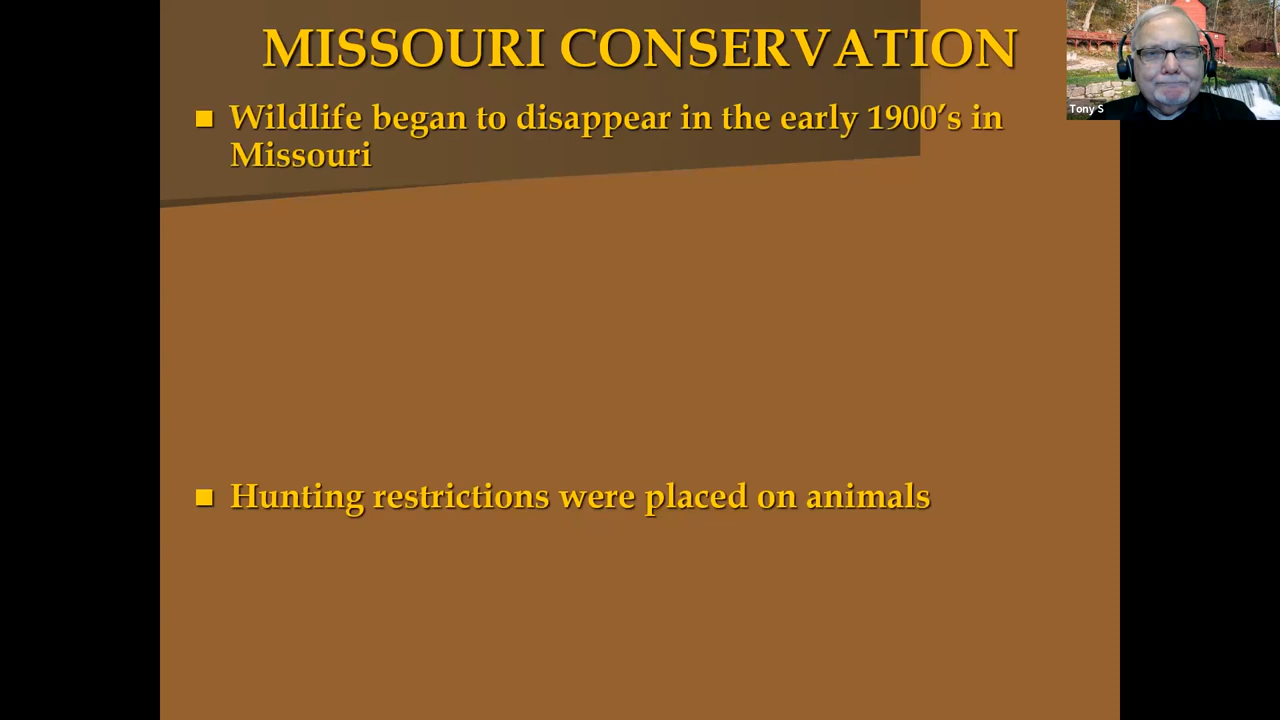 MISSOURI CONSERVATION
■ Wildlife began to disappear in the early 1900’s in
Missouri
■ Hunting restrictions were placed on animals
Tony S